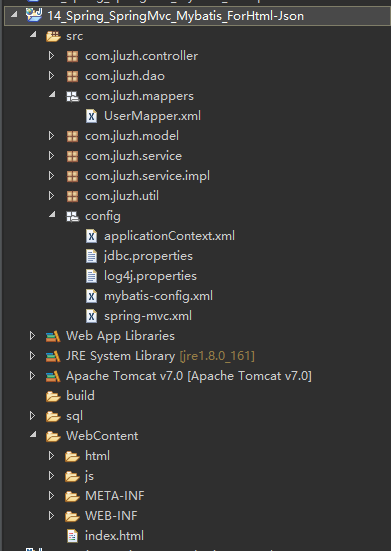 14_Spring_SpringMvc_Mybatis_ForHtml-Json
src
com.jluzh.controller
com.jluzh.dao
com.jluzh.mappers
UserMapper.xml
com.jluzh.model
com.jluzh.service
com.jluzh.service.impl
com.jluzh.util
config
applicationContext.xml
jdbc.properties
log4j.properties
mybatis-config.xml
spring-mvc.xml
Web App Libraries
JRE System Library [jre1.8.0_161]
Apache Tomcat v7.0 [Apache Tomcat v7.0]
build
sql
WebContent
html
js
META-INF
WEB-INF
index.html